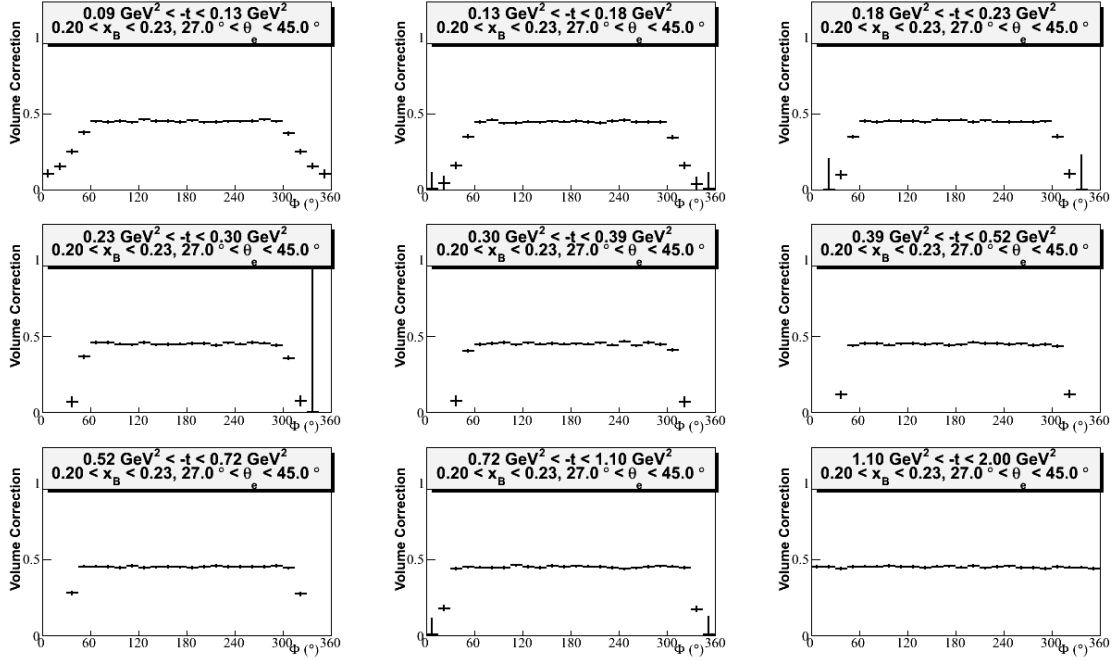 0.09 GeV² < -t < 0.13 GeV²
0.20 < x_B < 0.23, 27.0 ° < θ_e < 45.0 °
Volume Correction
1
0.5
0
0 60 120 180 240 300 360
Φ (°)
0.13 GeV² < -t < 0.18 GeV²
0.20 < x_B < 0.23, 27.0 ° < θ_e < 45.0 °
Volume Correction
1
0.5
0
0 60 120 180 240 300 360
Φ (°)
0.18 GeV² < -t < 0.23 GeV²
0.20 < x_B < 0.23, 27.0 ° < θ_e < 45.0 °
Volume Correction
1
0.5
0
0 60 120 180 240 300 360
Φ (°)
0.23 GeV² < -t < 0.30 GeV²
0.20 < x_B < 0.23, 27.0 ° < θ_e < 45.0 °
Volume Correction
1
0.5
0
0 60 120 180 240 300 360
Φ (°)
0.30 GeV² < -t < 0.39 GeV²
0.20 < x_B < 0.23, 27.0 ° < θ_e < 45.0 °
Volume Correction
1
0.5
0
0 60 120 180 240 300 360
Φ (°)
0.39 GeV² < -t < 0.52 GeV²
0.20 < x_B < 0.23, 27.0 ° < θ_e < 45.0 °
Volume Correction
1
0.5
0
0 60 120 180 240 300 360
Φ (°)
0.52 GeV² < -t < 0.72 GeV²
0.20 < x_B < 0.23, 27.0 ° < θ_e < 45.0 °
Volume Correction
1
0.5
0
0 60 120 180 240 300 360
Φ (°)
0.72 GeV² < -t < 1.10 GeV²
0.20 < x_B < 0.23, 27.0 ° < θ_e < 45.0 °
Volume Correction
1
0.5
0
0 60 120 180 240 300 360
Φ (°)
1.10 GeV² < -t < 2.00 GeV²
0.20 < x_B < 0.23, 27.0 ° < θ_e < 45.0 °
Volume Correction
1
0.5
0
0 60 120 180 240 300 360
Φ (°)